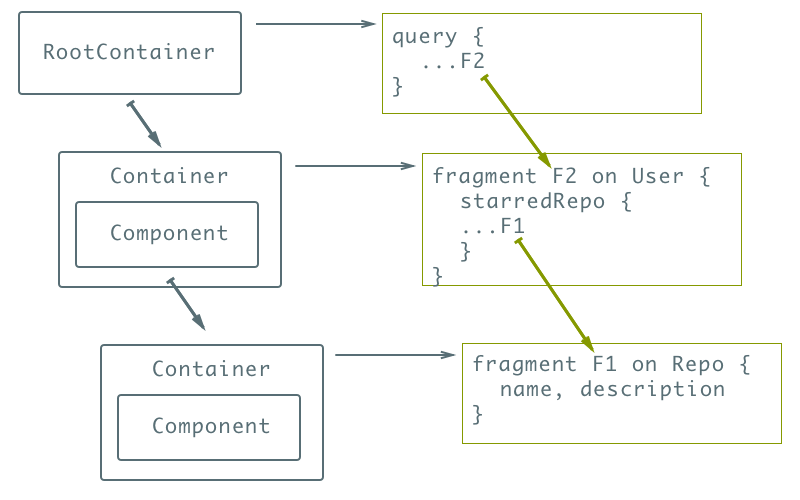 RootContainer
query {
...F2
}
Container
Component
fragment F2 on User {
starredRepo {
...F1
}
}
Container
Component
fragment F1 on Repo {
name, description
}